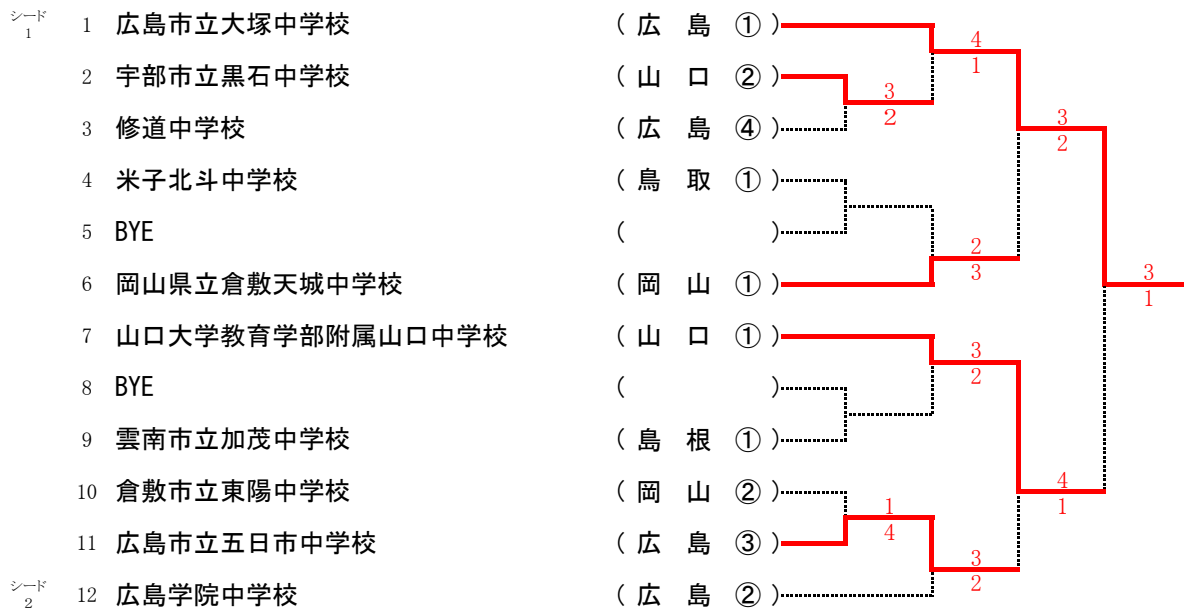 シード 1 1 広島市立大塚中学校 ( 広 島 ① ) 4
1
2 宇部市立黒石中学校 ( 山 口 ② ) 3
2
3 修道中学校 ( 広 島 ④ ) 3
2
4 米子北斗中学校 ( 鳥 取 ① )
5 BYE ( ) 2
3
6 岡山県立倉敷天城中学校 ( 岡 山 ① ) 3
1
7 山口大学教育学部附属山口中学校 ( 山 口 ① ) 3
2
8 BYE ( )
9 雲南市立加茂中学校 ( 島 根 ① )
10 倉敷市立東陽中学校 ( 岡 山 ② ) 4
1
1
4
11 広島市立五日市中学校 ( 広 島 ③ ) 3
2
シード 2 12 広島学院中学校 ( 広 島 ② )